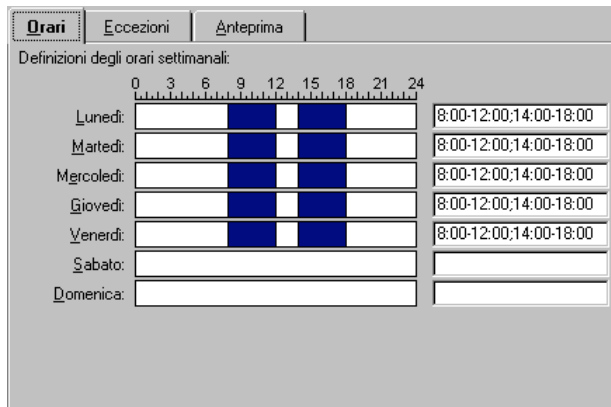 Orari Eccezioni Anteprima
Definizioni degli orari settimanali:
0 3 6 9 12 15 18 21 24
Lunedì: 8:00-12:00;14:00-18:00
Martedì: 8:00-12:00;14:00-18:00
Mercoledì: 8:00-12:00;14:00-18:00
Giovedì: 8:00-12:00;14:00-18:00
Venerdì: 8:00-12:00;14:00-18:00
Sabato:
Domenica: